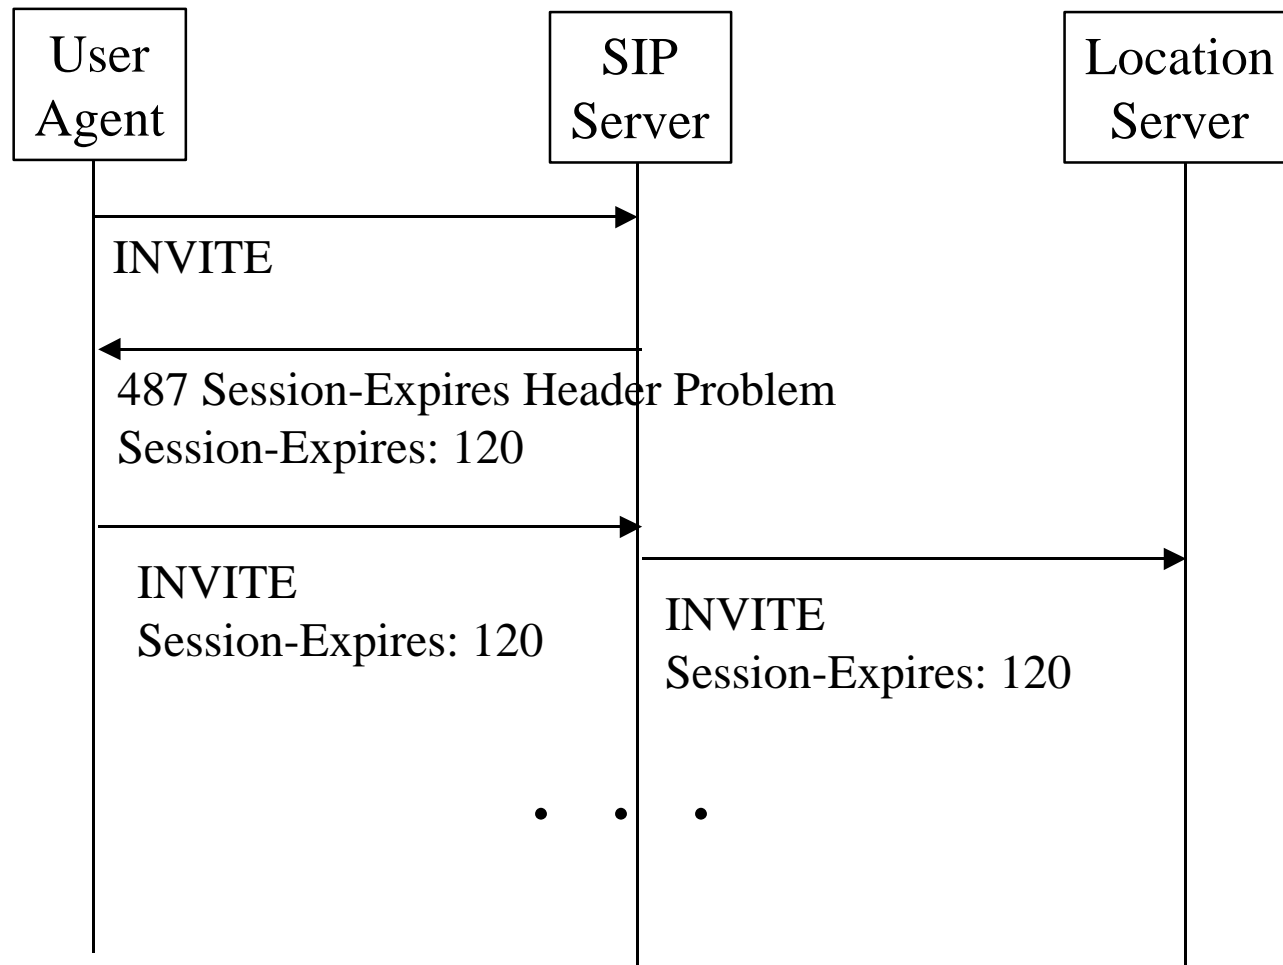 User
Agent
SIP
Server
Location
Server
INVITE
487 Session-Expires Header Problem
Session-Expires: 120
INVITE
Session-Expires: 120
INVITE
Session-Expires: 120
. . .